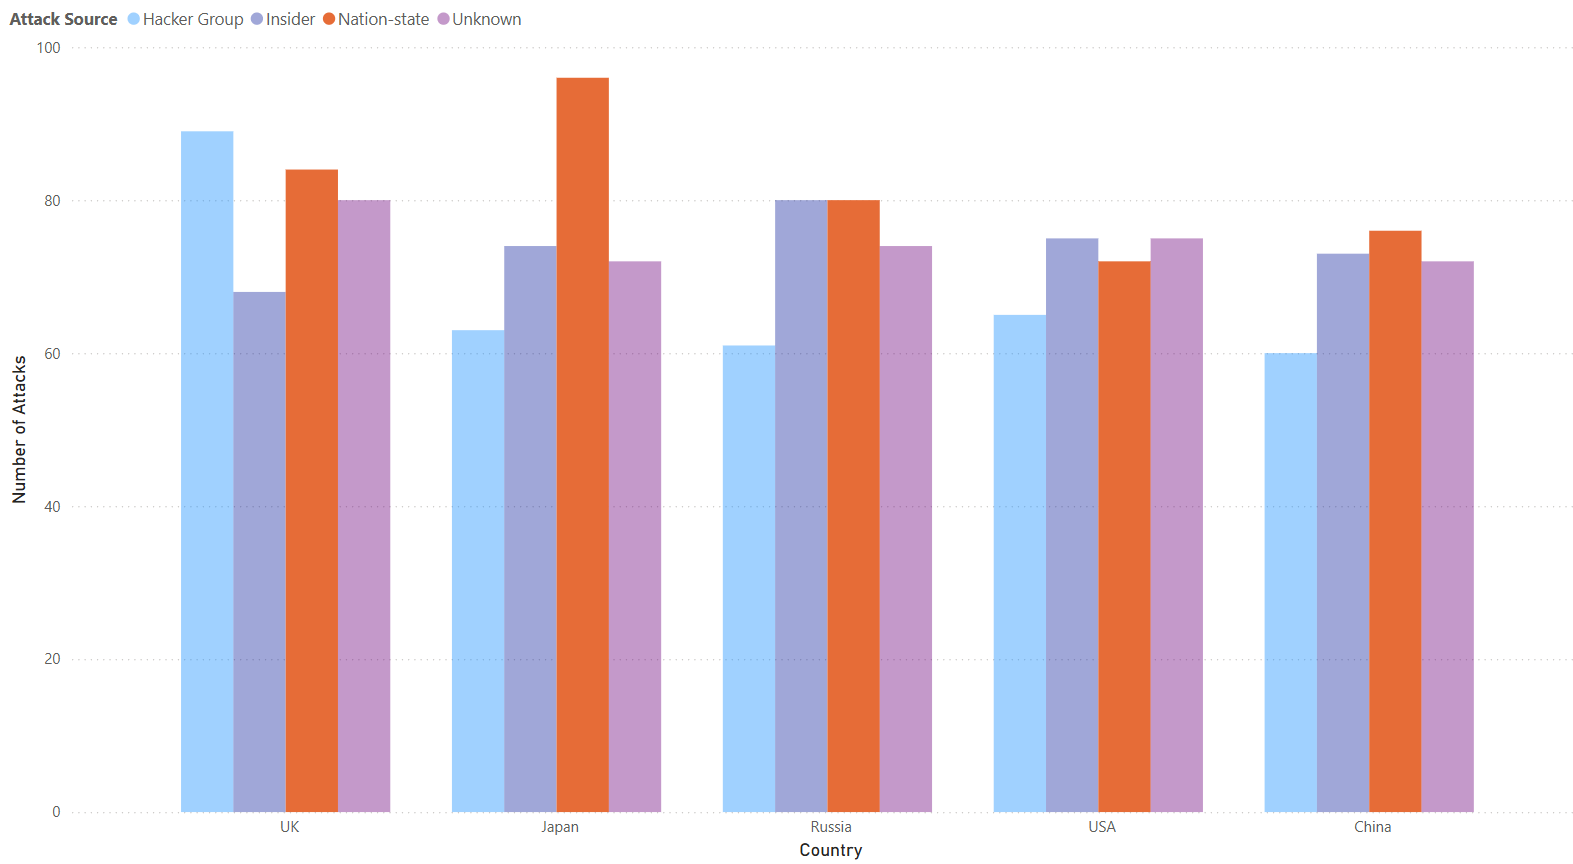 Attack Source Hacker Group Insider Nation-state Unknown
100
80
60
40
20
0
Number of Attacks
UK Japan Russia USA China
Country